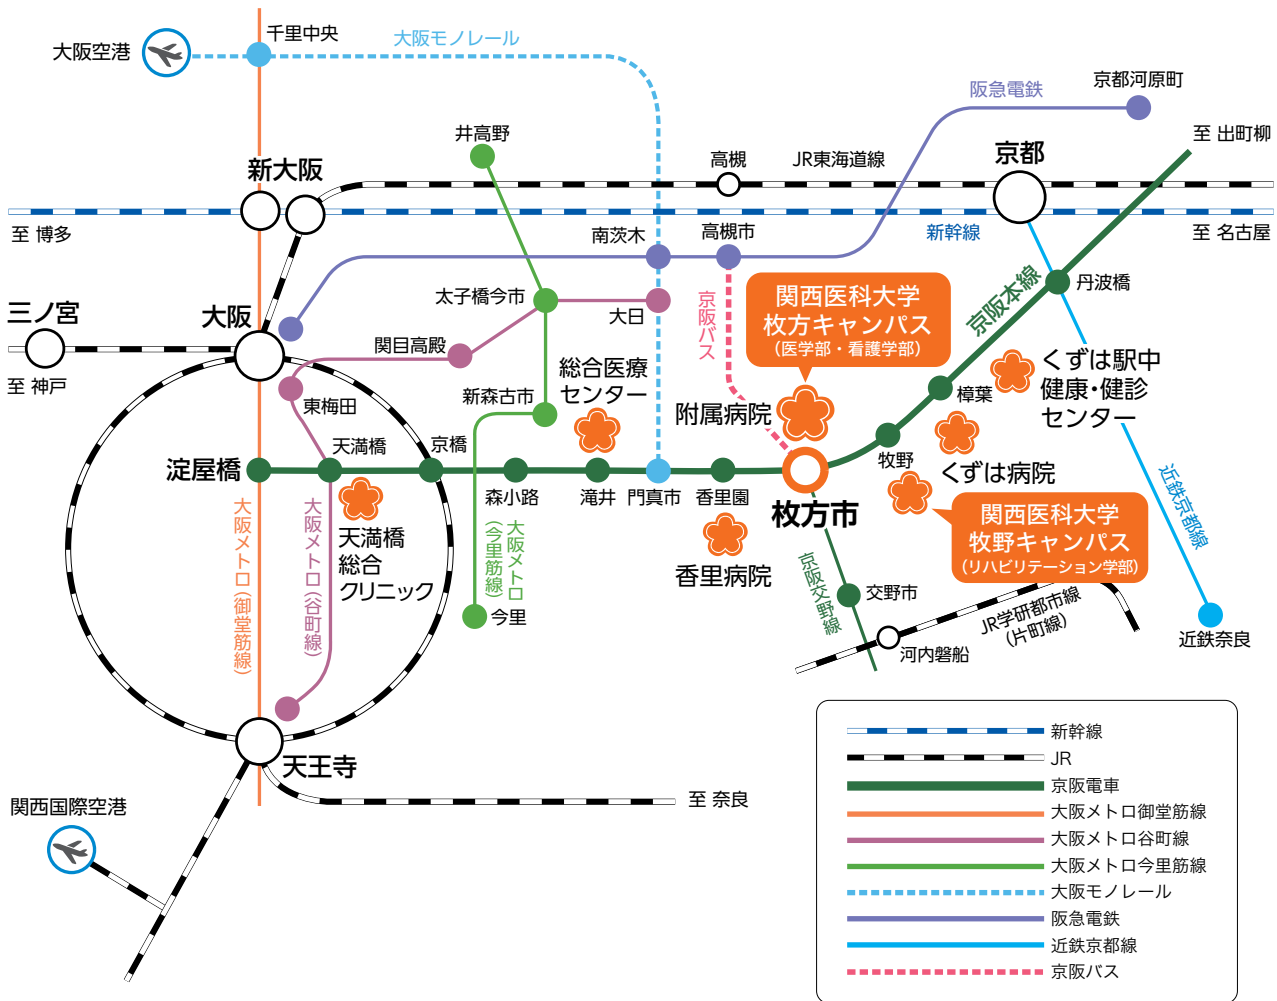 千里中央
大阪モノレール
大阪空港
阪急電鉄
京都河原町
井高野
至 出町柳
新大阪
高槻
JR東海道線
京都
至 博多
南茨木
高槻市
新幹線
至 名古屋
太子橋今市
大日
京阪バス
関西医科大学
枚方キャンパス
(医学部・看護学部)
京阪本線
丹波橋
三ノ宮
大阪
関目高殿
総合医療
センター
くずは駅中
健康・健診
センター
至 神戸
東梅田
新森古市
附属病院
樟葉
天満橋
京橋
牧野
くずは病院
淀屋橋
森小路
滝井
門真市
香里園
枚方市
近鉄京都線
関西医科大学
牧野キャンパス
(リハビリテーション学部)
大阪メトロ(御堂筋線)
大阪メトロ(谷町線)
天満橋
総合
クリニック
大阪メトロ
(今里筋線)
香里病院
京阪交野線
交野市
今里
JR学研都市線
(片町線)
河内磐船
近鉄奈良
天王寺
至 奈良
関西国際空港
新幹線
JR
京阪電車
大阪メトロ御堂筋線
大阪メトロ谷町線
大阪メトロ今里筋線
大阪モノレール
阪急電鉄
近鉄京都線
京阪バス